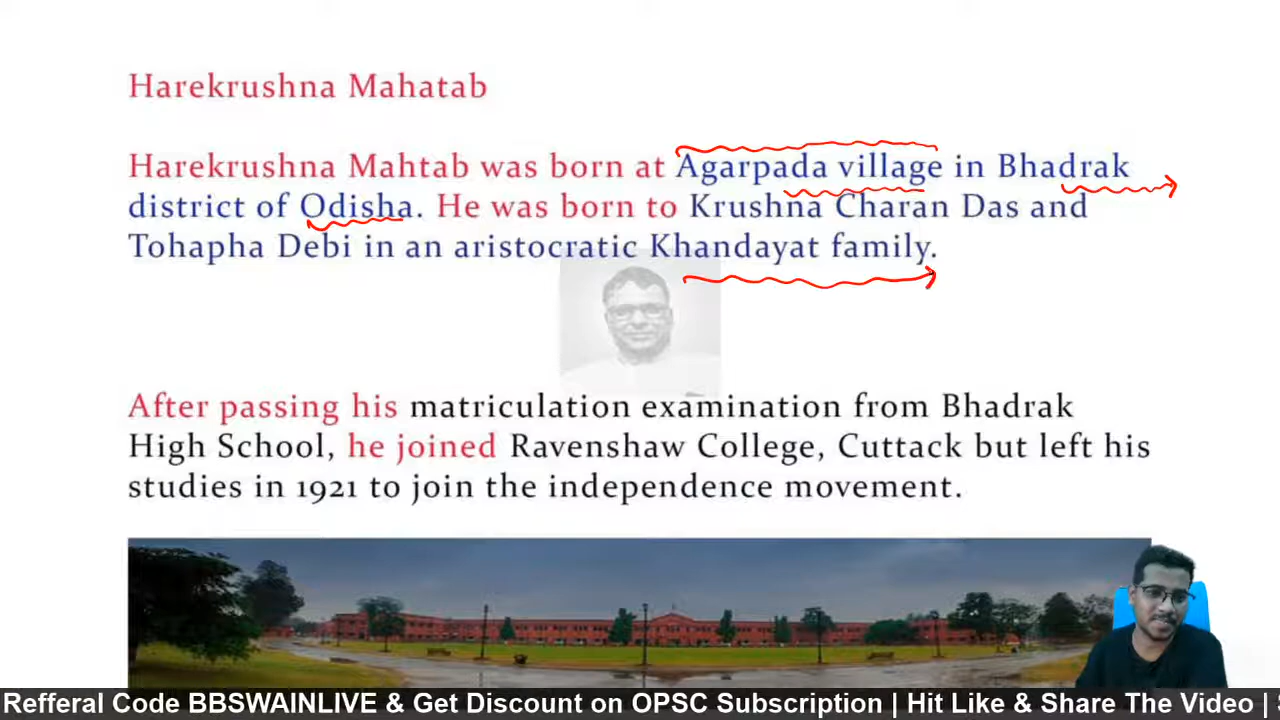 Harekrushna Mahatab
Harekrushna Mahtab was born at Agarpada village in Bhadrak
district of Odisha. He was born to Krushna Charan Das and
Tohapha Debi in an aristocratic Khandayat family.
After passing his matriculation examination from Bhadrak
High School, he joined Ravenshaw College, Cuttack but left his
studies in 1921 to join the independence movement.
Refferal Code BBSWAINLIVE & Get Discount on OPSC Subscription | Hit Like & Share The Video |